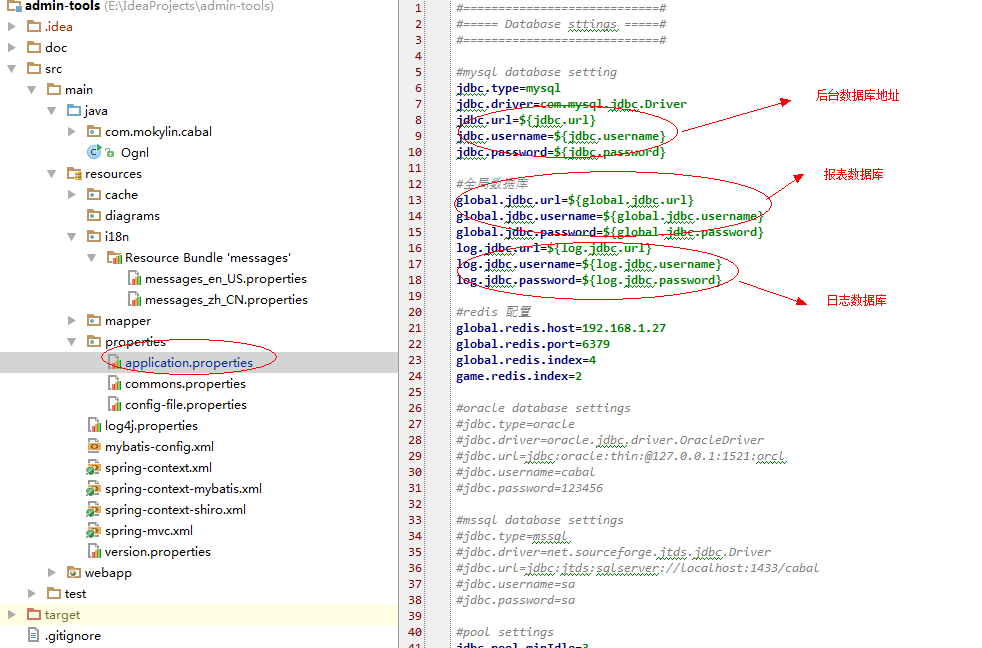 admin-tools (E:\IdeaProjects\admin-tools)
.idea
doc
src
main
java
com.mokylin.cabal
Ognl
resources
cache
diagrams
i18n
Resource Bundle 'messages'
messages_en_US.properties
messages_zh_CN.properties
mapper
properties
application.properties
commons.properties
config-file.properties
log4j.properties
mybatis-config.xml
spring-context.xml
spring-context-mybatis.xml
spring-context-shiro.xml
spring-mvc.xml
version.properties
webapp
test
target
.gitignore
1 #===========================#
2 #===== Database sttings =====#
3 #===========================#
4
5 #mysql database setting
6 jdbc.type=mysql
7 jdbc.driver=com.mysql.jdbc.Driver
8 jdbc.url=${jdbc.url}
9 jdbc.username=${jdbc.username}
10 jdbc.password=${jdbc.password}
11
12 #全局数据库
13 global.jdbc.url=${global.jdbc.url}
14 global.jdbc.username=${global.jdbc.username}
15 global.jdbc.password=${global.jdbc.password}
16 log.jdbc.url=${log.jdbc.url}
17 log.jdbc.username=${log.jdbc.username}
18 log.jdbc.password=${log.jdbc.password}
19
20 #redis 配置
21 global.redis.host=192.168.1.27
22 global.redis.port=6379
23 global.redis.index=4
24 game.redis.index=2
25
26 #oracle database settings
27 #jdbc.type=oracle
28 #jdbc.driver=oracle.jdbc.driver.OracleDriver
29 #jdbc.url=jdbc:oracle:thin:@127.0.0.1:1521:orcl
30 #jdbc.username=cabal
31 #jdbc.password=123456
32
33 #mssql database settings
34 #jdbc.type=mssql
35 #jdbc.driver=net.sourceforge.jtds.jdbc.Driver
36 #jdbc.url=jdbc:jtds:sqlserver://localhost:1433/cabal
37 #jdbc.username=sa
38 #jdbc.password=sa
39
40 #pool settings
41 jdbc.pool.minIdle=3
后台数据库地址
报表数据库
日志数据库